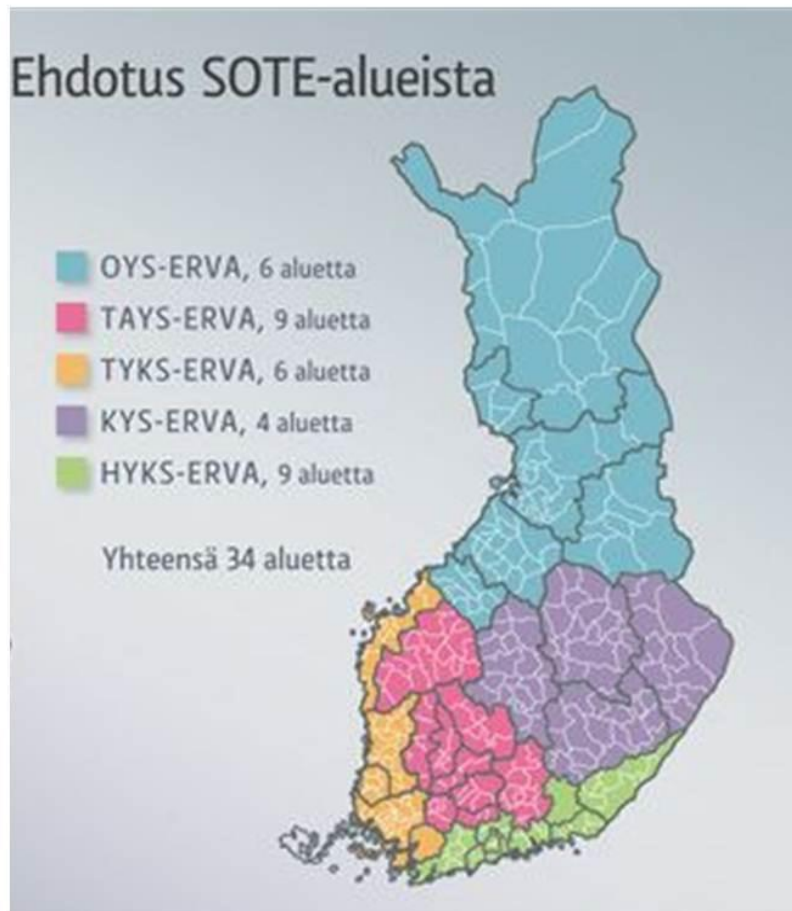 Ehdotus SOTE-alueista
OYS-ERVA, 6 aluetta
TAYS-ERVA, 9 aluetta
TYKS-ERVA, 6 aluetta
KYS-ERVA, 4 aluetta
HYKS-ERVA, 9 aluetta
Yhteensä 34 aluetta